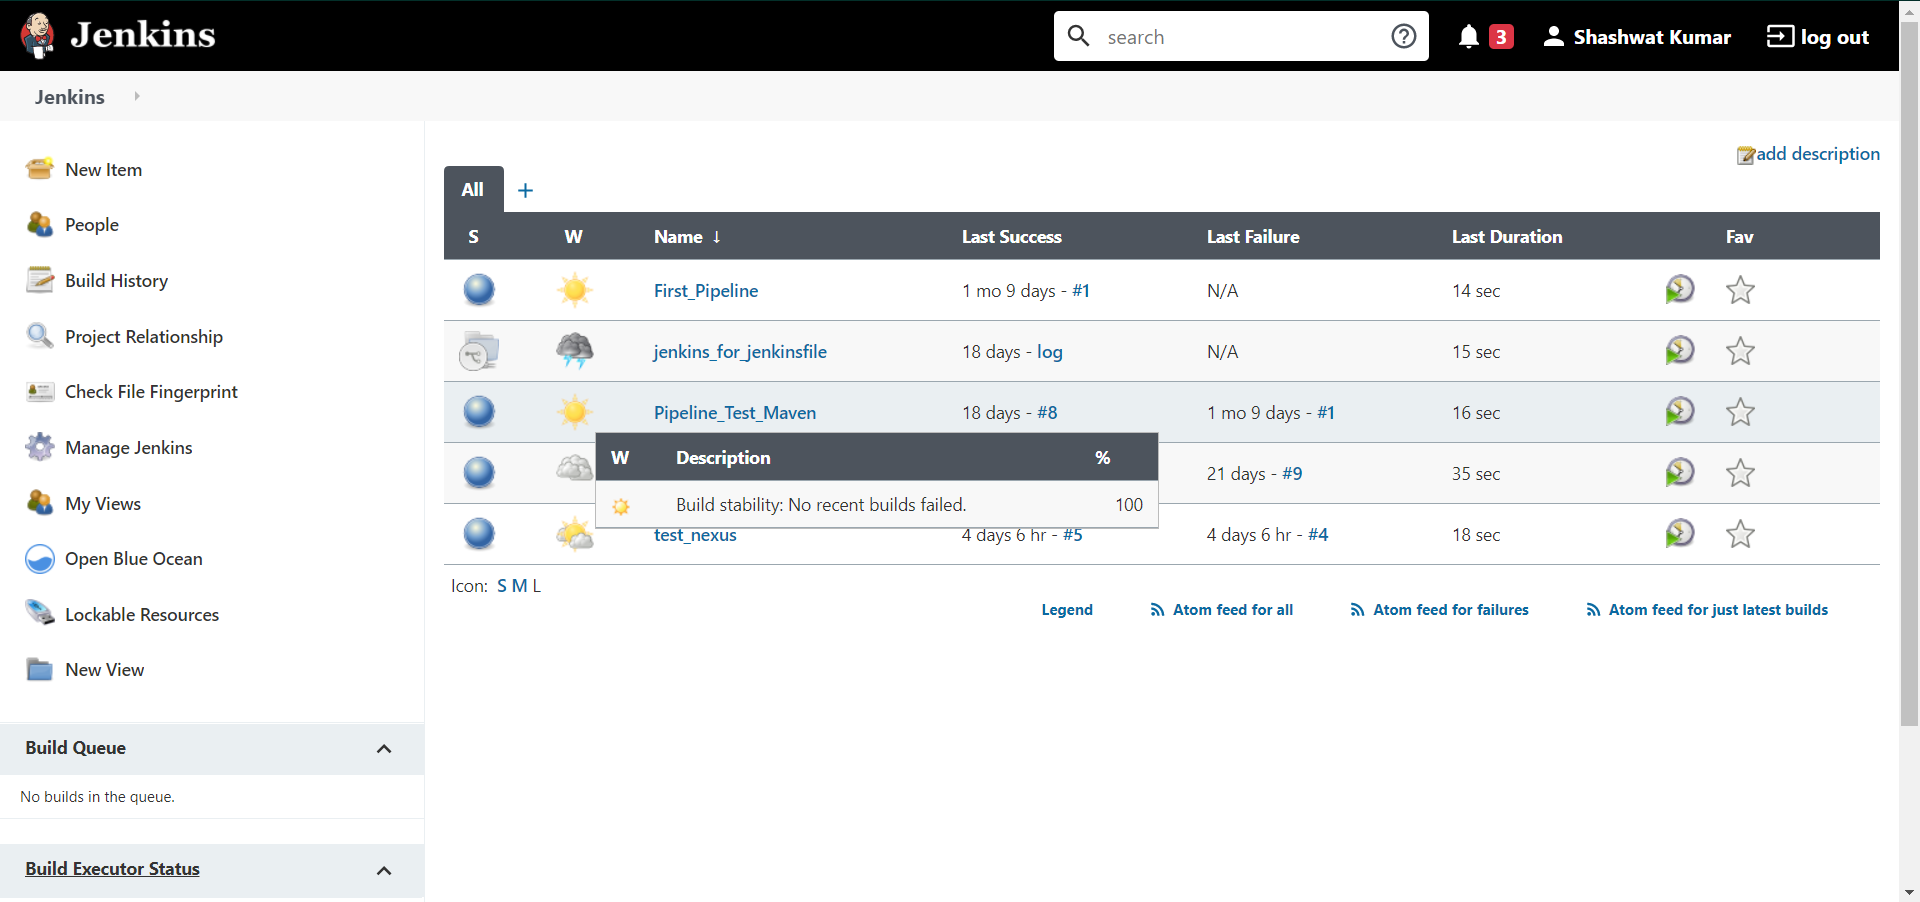 Jenkins
search
3
Shashwat Kumar
log out
Jenkins
New Item
People
Build History
Project Relationship
Check File Fingerprint
Manage Jenkins
My Views
Open Blue Ocean
Lockable Resources
New View
Build Queue
No builds in the queue.
Build Executor Status
add description
All +
S W Name ↓ Last Success Last Failure Last Duration Fav
First_Pipeline 1 mo 9 days - #1 N/A 14 sec
jenkins_for_jenkinsfile 18 days - log N/A 15 sec
Pipeline_Test_Maven 18 days - #8 1 mo 9 days - #1 16 sec
W Description %
21 days - #9 35 sec
Build stability: No recent builds failed. 100
test_nexus 4 days 6 hr - #5 4 days 6 hr - #4 18 sec
Icon: S M L
Legend Atom feed for all Atom feed for failures Atom feed for just latest builds